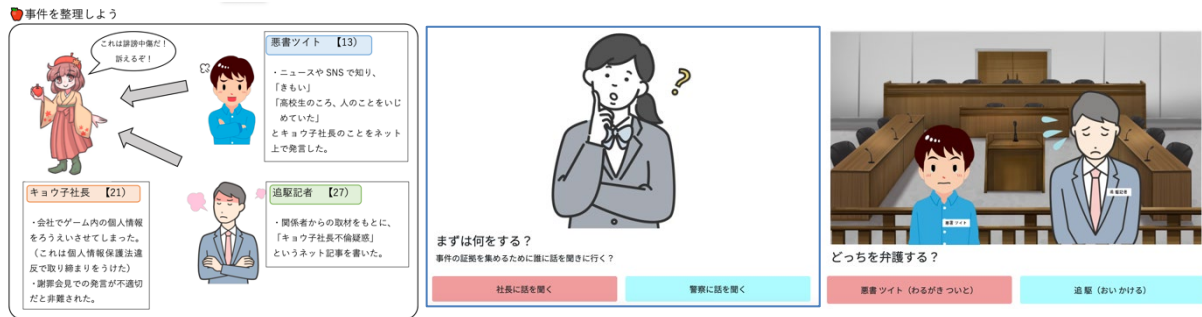 事件を整理しよう
これは誹謗中傷だ！
訴えるぞ！
悪書ツイト　【13）
・ニュースや SNS で知り、
「きもい」
「高校生のころ、人のことをいじ
めていた」
とキョウ子社長のことをネット
上で発言した。
キョウ子社長　【21）
・会社でゲーム内の個人情報
をろうえいさせてしまった。
（これは個人情報保護法違
反で取り締まりをうけた）
・謝罪会見での発言が不適切
だと非難された。
追駆記者　【27）
・関係者からの取材をもとに、
「キョウ子社長不倫疑惑」
というネット記事を書いた。
まずは何をする？
事件の証拠を集めるために誰に話を聞きに行く？
社長に話を聞く
警察に話を聞く
悪書 ツイト
追 駆記者
どっちを弁護する？
悪書 ツイト（わるがき ついと）
追 駆（おい かける）